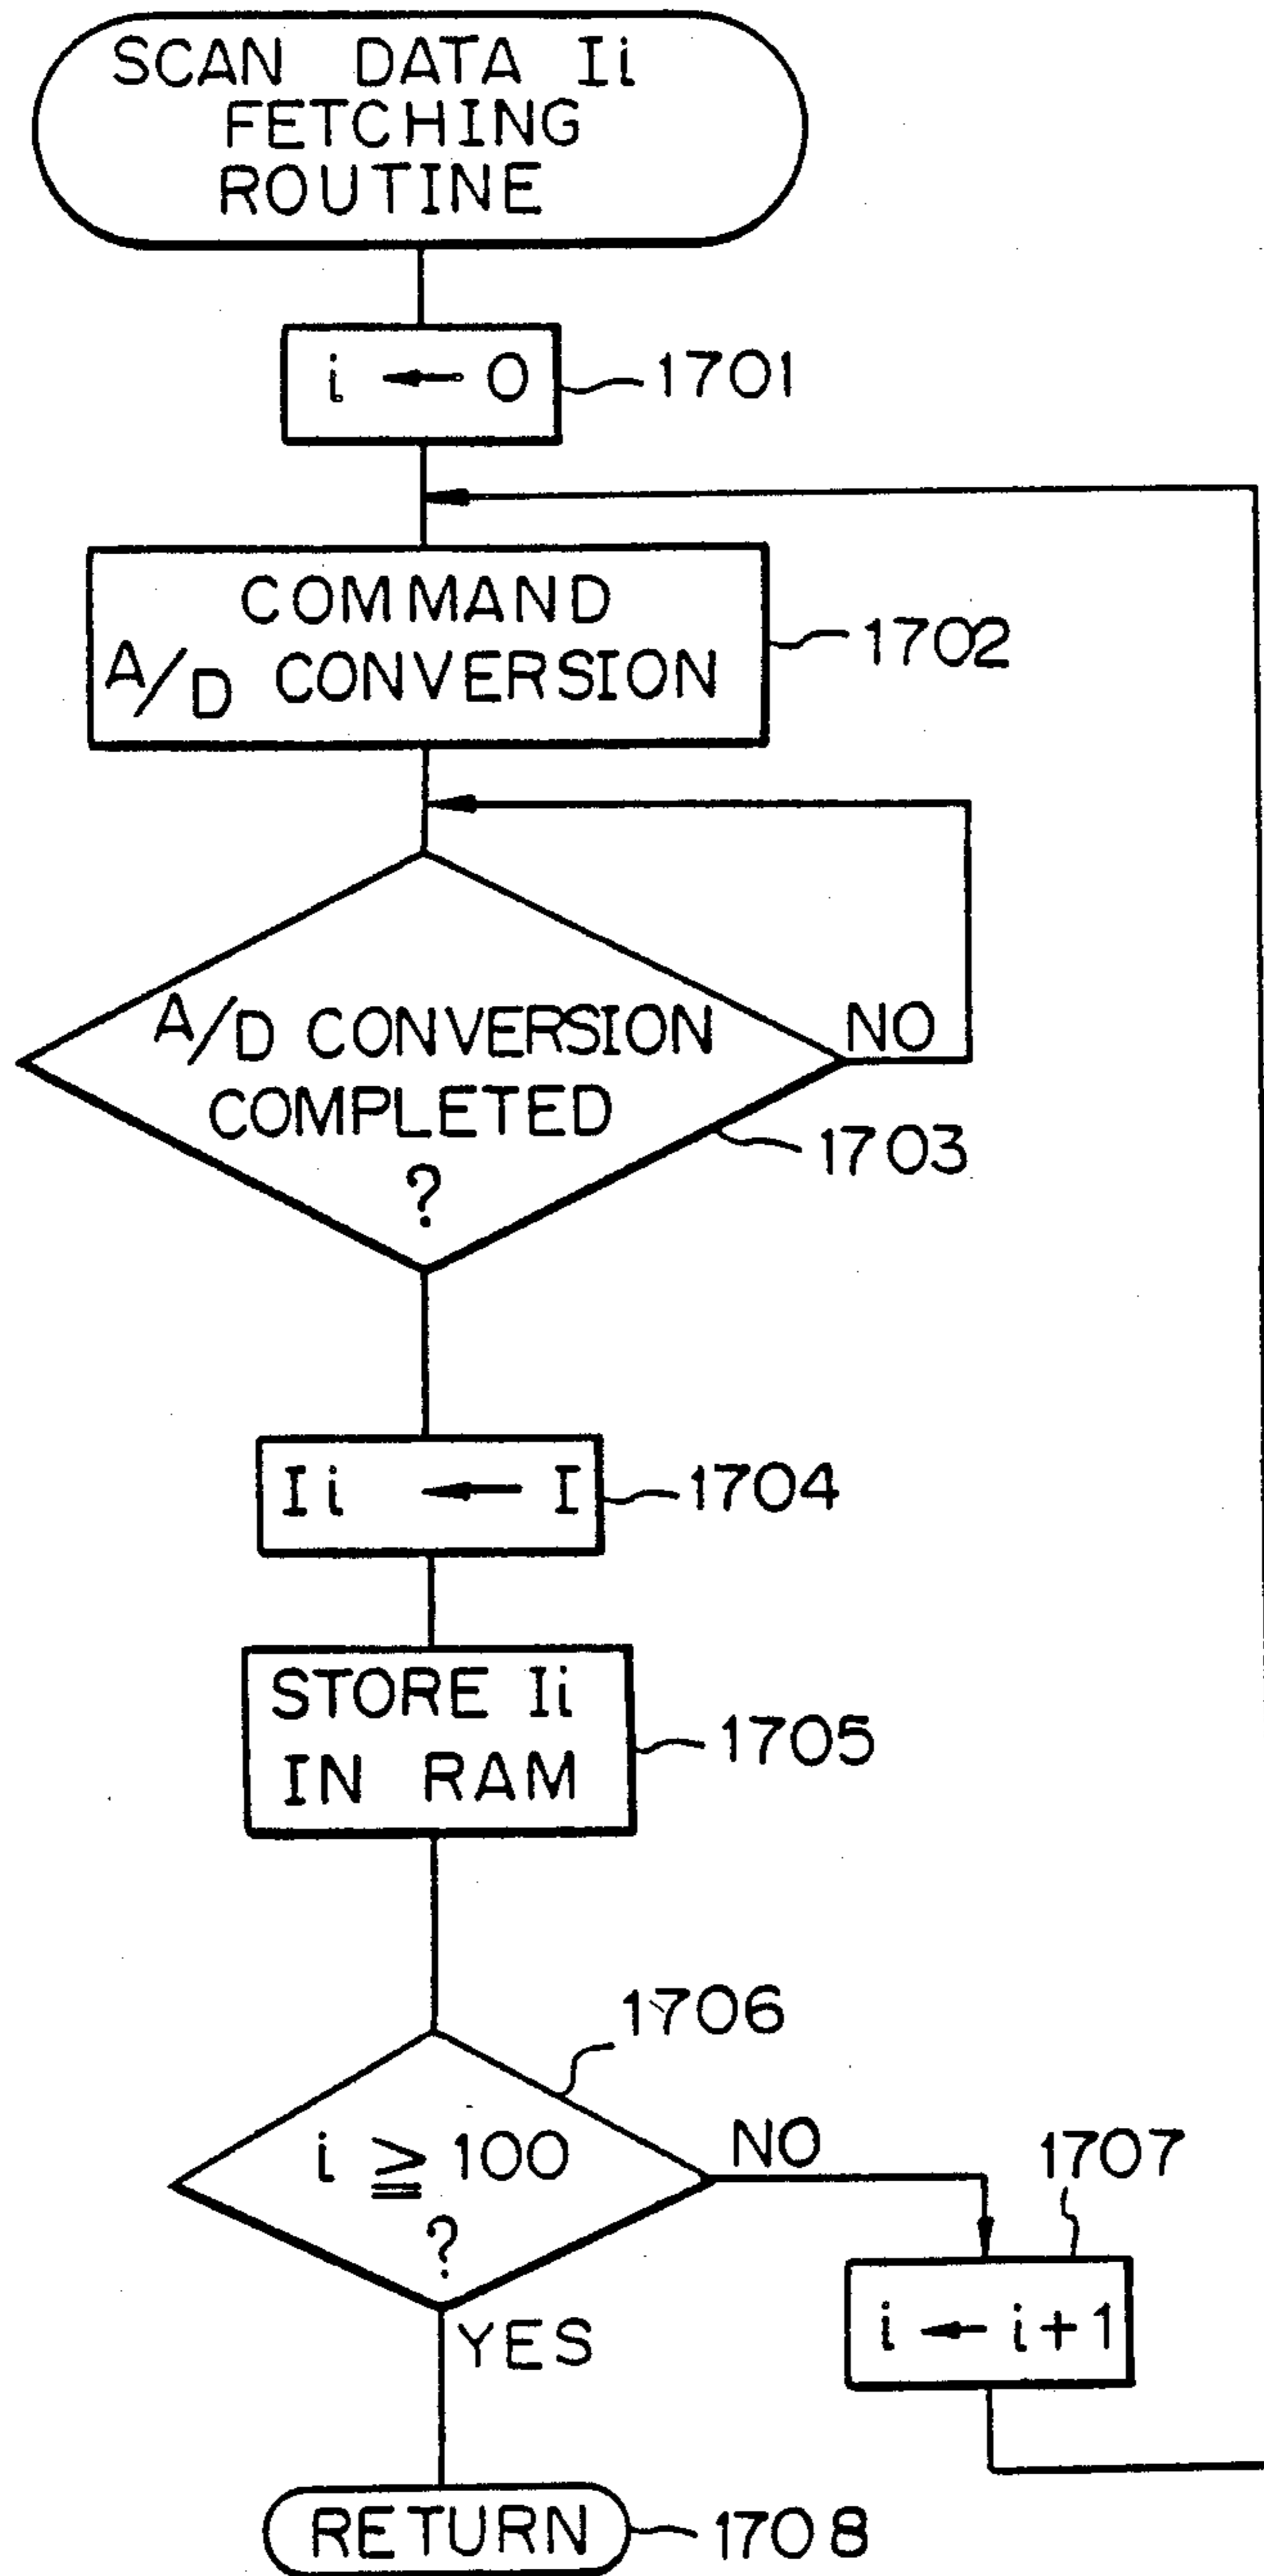 SCAN DATA Ii
FETCHING
ROUTINE
i ← 0
1701
COMMAND
A/D CONVERSION
1702
A/D CONVERSION
COMPLETED
?
NO
1703
Ii ← I
1704
STORE Ii
IN RAM
1705
1706
i ≧ 100
?
NO
1707
i ← i+1
YES
RETURN
1708